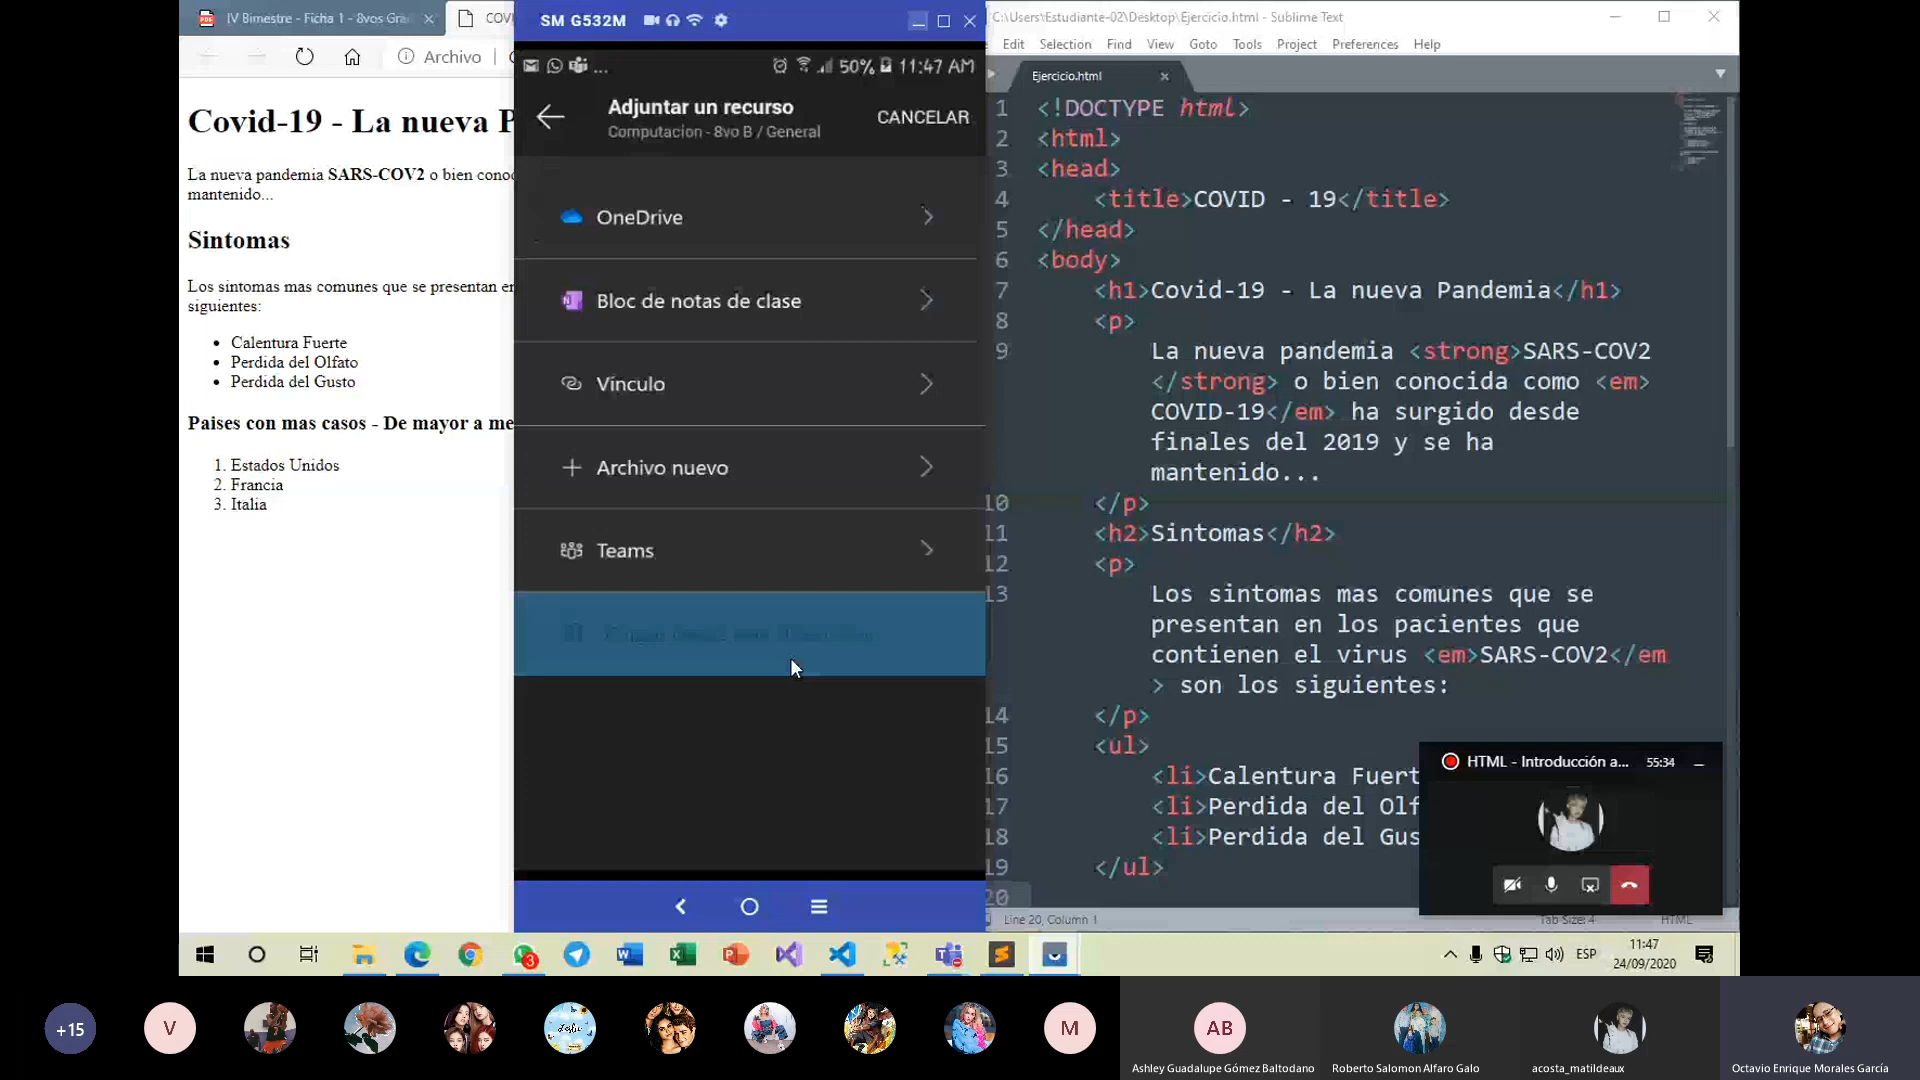 IV Bimestre - Ficha 1 - 8vos Gra
COV
Archivo
Covid-19 - La nueva P
La nueva pandemia SARS-COV2 o bien conoc
mantenido...
Sintomas
Los sintomas mas comunes que se presentan en
siguientes:
Calentura Fuerte
Perdida del Olfato
Perdida del Gusto
Paises con mas casos - De mayor a me
1. Estados Unidos
2. Francia
3. Italia
SM G532M
50% 11:47 AM
Adjuntar un recurso
Computacion - 8vo B / General
CANCELAR
OneDrive
Bloc de notas de clase
Vínculo
+ Archivo nuevo
Teams
C:\Users\Estudiante-02\Desktop\Ejercicio.html - Sublime Text
Edit Selection Find View Goto Tools Project Preferences Help
Ejercicio.html
1 <!DOCTYPE html>
2 <html>
3 <head>
4 <title>COVID - 19</title>
5 </head>
6 <body>
7 <h1>Covid-19 - La nueva Pandemia</h1>
8 <p>
9 La nueva pandemia <strong>SARS-COV2
</strong> o bien conocida como <em>
COVID-19</em> ha surgido desde
finales del 2019 y se ha
mantenido...
10 </p>
11 <h2>Sintomas</h2>
12 <p>
13 Los sintomas mas comunes que se
presentan en los pacientes que
contienen el virus <em>SARS-COV2</em
> son los siguientes:
14 </p>
15 <ul>
16 <li>Calentura Fuert
17 <li>Perdida del Olf
18 <li>Perdida del Gus
19 </ul>
20
Line 20, Column 1
Tab Size: 4
HTML
HTML - Introducción a... 55:34
3
ESP
11:47
24/09/2020
+15
V
M
AB
Ashley Guadalupe Gómez Baltodano
Roberto Salomon Alfaro Galo
acosta_matildeaux
Octavio Enrique Morales García